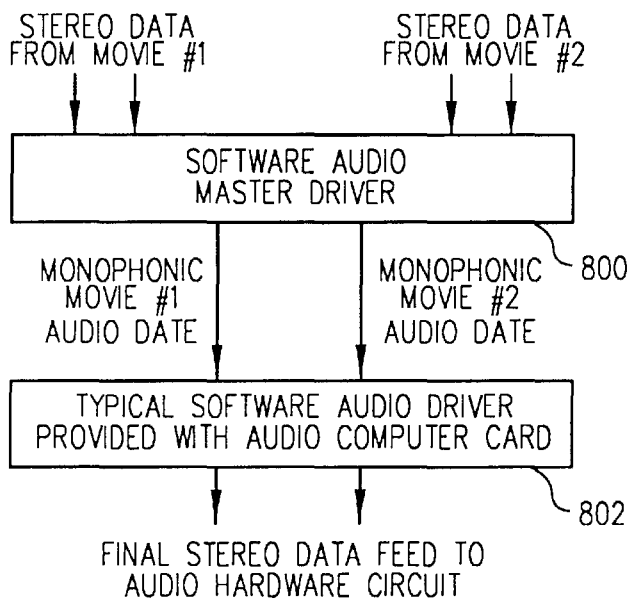 STEREO DATA
FROM MOVIE #1
STEREO DATA
FROM MOVIE #2
SOFTWARE AUDIO
MASTER DRIVER
800
MONOPHONIC
MOVIE #1
AUDIO DATE
MONOPHONIC
MOVIE #2
AUDIO DATE
TYPICAL SOFTWARE AUDIO DRIVER
PROVIDED WITH AUDIO COMPUTER CARD
802
FINAL STEREO DATA FEED TO
AUDIO HARDWARE CIRCUIT